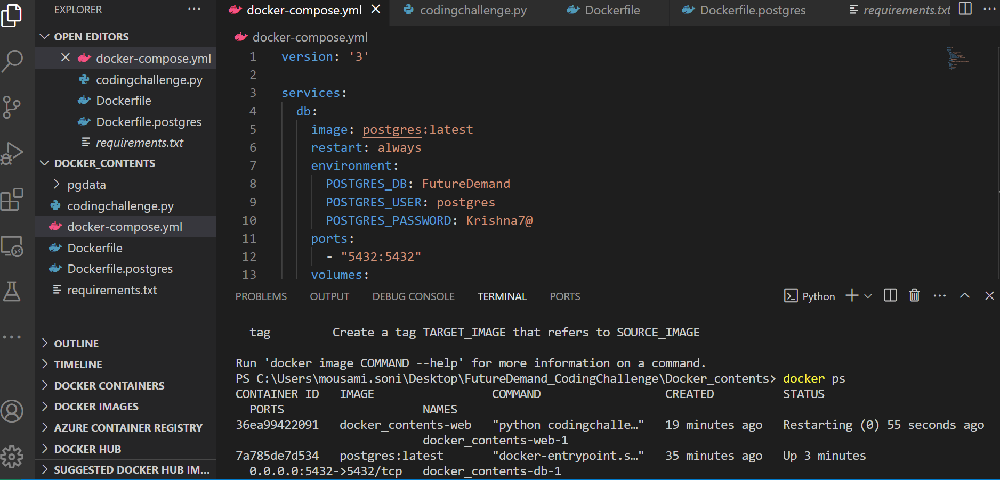 EXPLORER
OPEN EDITORS
docker-compose.yml
codingchallenge.py
Dockerfile
Dockerfile.postgres
requirements.txt
DOCKER_CONTENTS
pgdata
codingchallenge.py
docker-compose.yml
Dockerfile
Dockerfile.postgres
requirements.txt
OUTLINE
TIMELINE
DOCKER CONTAINERS
DOCKER IMAGES
AZURE CONTAINER REGISTRY
DOCKER HUB
SUGGESTED DOCKER HUB IM...
docker-compose.yml codingchallenge.py Dockerfile Dockerfile.postgres requirements.txt
docker-compose.yml
1 version: '3'
2
3 services:
4 db:
5 image: postgres:latest
6 restart: always
7 environment:
8 POSTGRES_DB: FutureDemand
9 POSTGRES_USER: postgres
10 POSTGRES_PASSWORD: Krishna7@
11 ports:
12 - "5432:5432"
13 volumes:
PROBLEMS OUTPUT DEBUG CONSOLE TERMINAL PORTS Python
tag Create a tag TARGET_IMAGE that refers to SOURCE_IMAGE
Run 'docker image COMMAND --help' for more information on a command.
PS C:\Users\mousami.soni\Desktop\FutureDemand_CodingChallenge\Docker_contents> docker ps
CONTAINER ID IMAGE COMMAND CREATED STATUS
PORTS NAMES
36ea99422091 docker_contents-web "python codingchalle…" 19 minutes ago Restarting (0) 55 seconds ago
docker_contents-web-1
7a785de7d534 postgres:latest "docker-entrypoint.s…" 35 minutes ago Up 3 minutes
0.0.0.0:5432->5432/tcp docker_contents-db-1